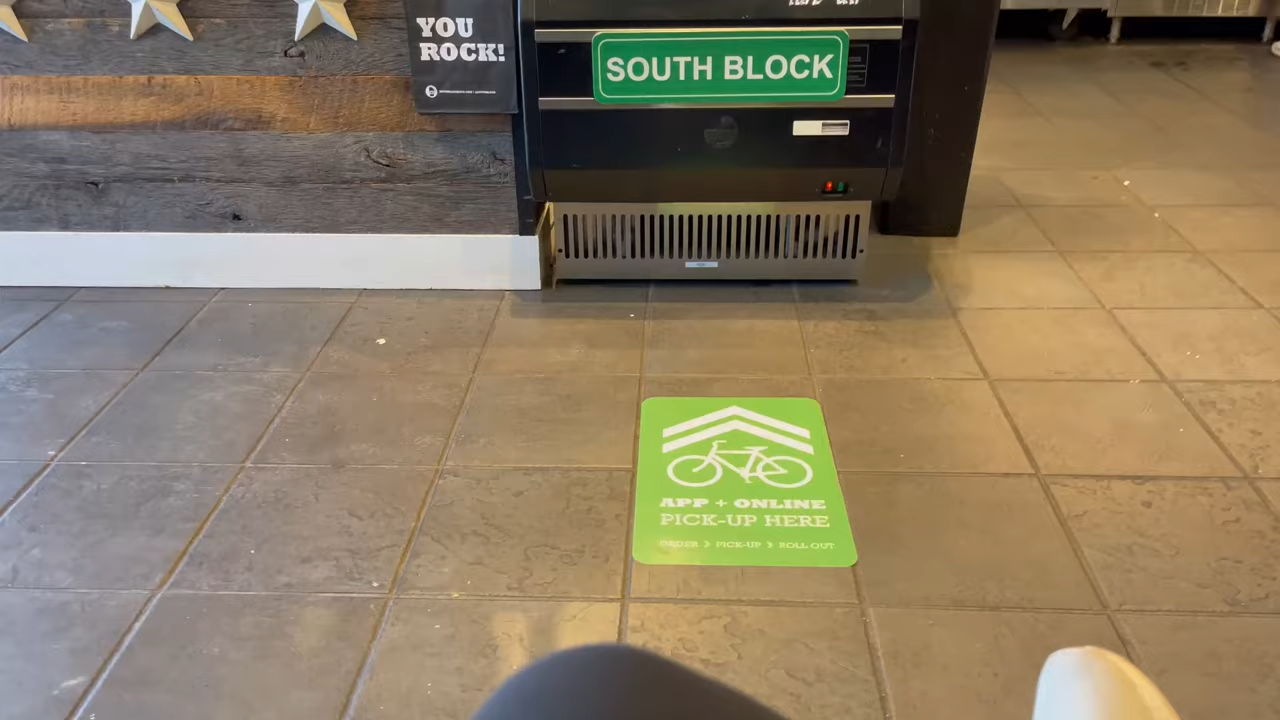 YOU
ROCK!
SOUTH BLOCK
APP + ONLINE
PICK-UP HERE
ORDER > PICK-UP > ROLL OUT